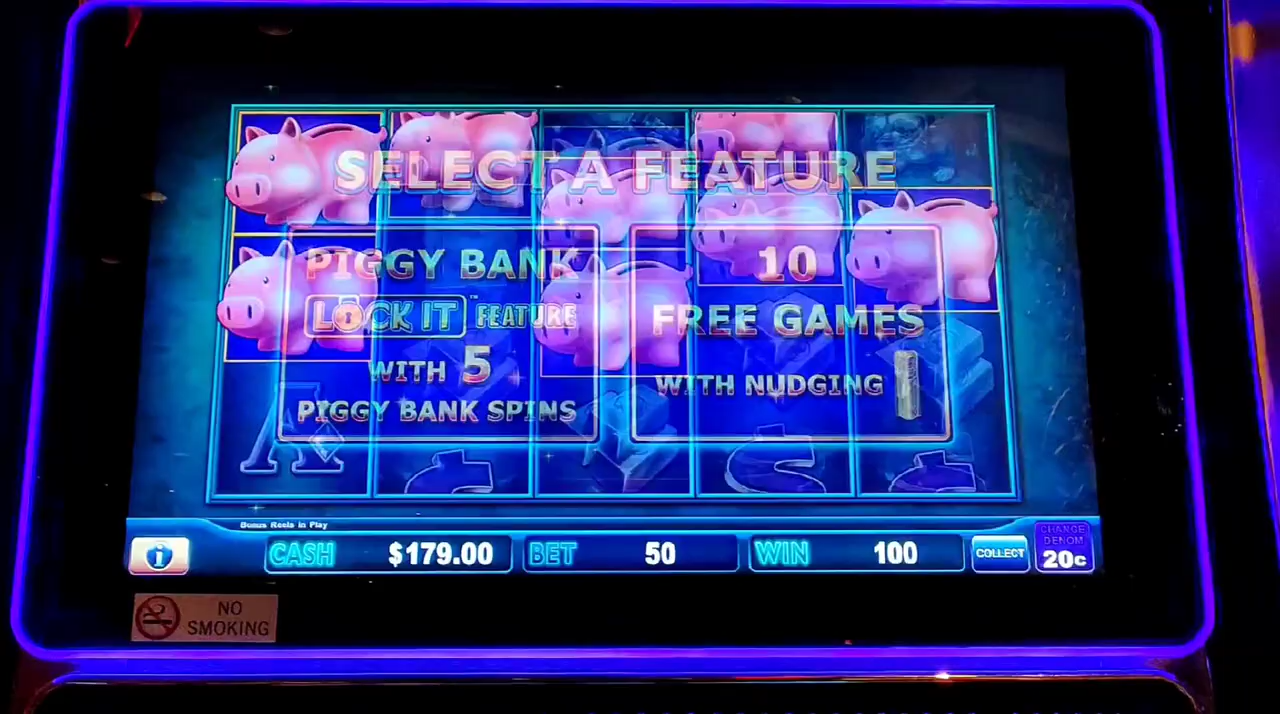 SELECT A FEATURE
PIGGY BANK
LOCK IT™ FEATURE
WITH 5
PIGGY BANK SPINS
10
FREE GAMES
WITH NUDGING
A
Bonus Reels in Play
i
CASH $179.00
BET 50
WIN 100
COLLECT
CHANGE
DENOM
20c
NO
SMOKING